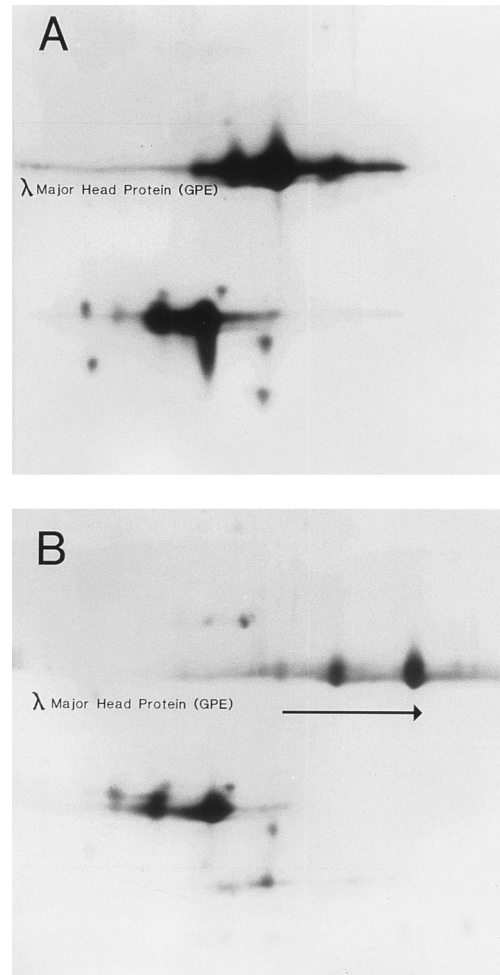 A
λ Major Head Protein (GPE)
B
λ Major Head Protein (GPE)